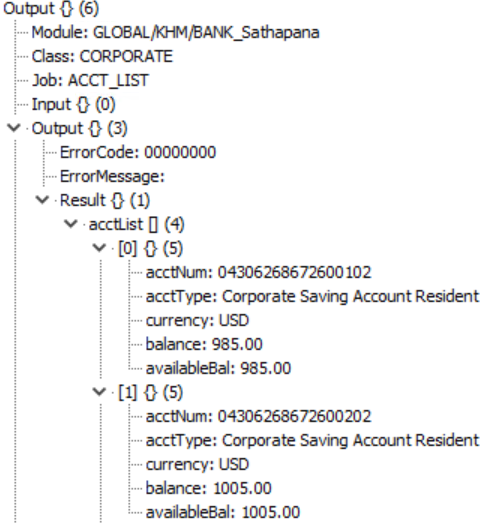 Output {} (6)
Module: GLOBAL/KHM/BANK_Sathapana
Class: CORPORATE
Job: ACCT_LIST
Input {} (0)
Output {} (3)
ErrorCode: 00000000
ErrorMessage:
Result {} (1)
acctList [] (4)
[0] {} (5)
acctNum: 04306268672600102
acctType: Corporate Saving Account Resident
currency: USD
balance: 985.00
availableBal: 985.00
[1] {} (5)
acctNum: 04306268672600202
acctType: Corporate Saving Account Resident
currency: USD
balance: 1005.00
availableBal: 1005.00